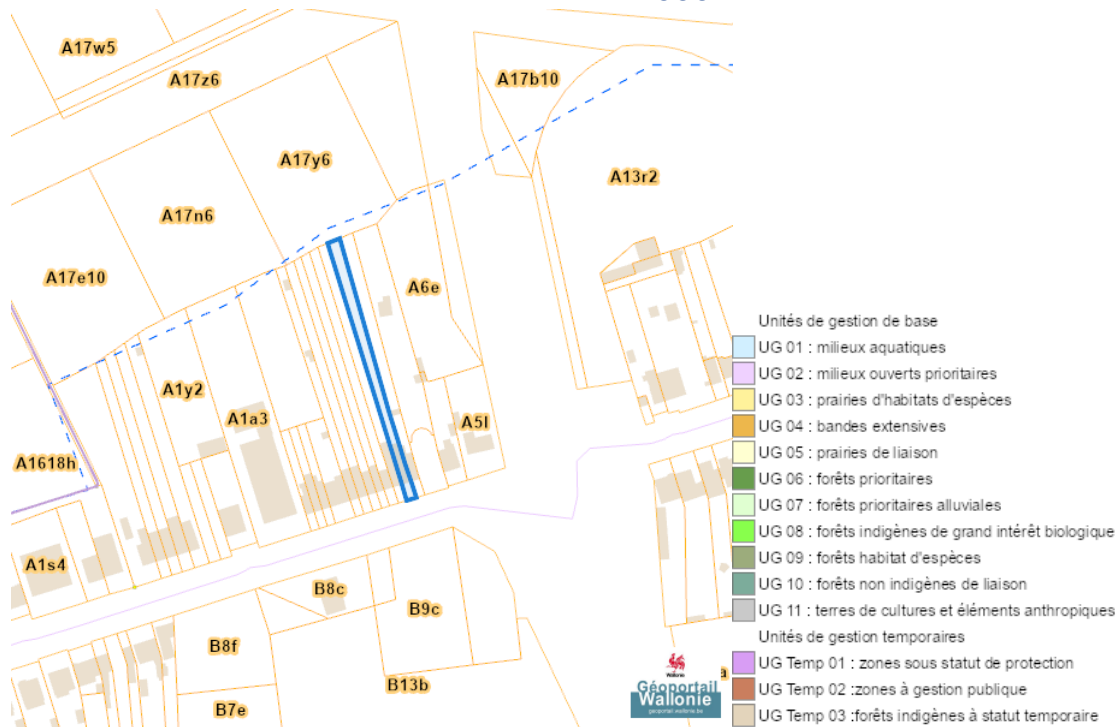 A17w5
A17z6
A17b10
A17y6
A13r2
A17n6
A17e10
A6e
A1y2
A1a3
A5l
A1618h
A1s4
B8c
B9c
B8f
B13b
B7e
a
Wallonie
Géoportail
Wallonie
geoportail.wallonie.be
Unités de gestion de base
UG 01 : milieux aquatiques
UG 02 : milieux ouverts prioritaires
UG 03 : prairies d'habitats d'espèces
UG 04 : bandes extensives
UG 05 : prairies de liaison
UG 06 : forêts prioritaires
UG 07 : forêts prioritaires alluviales
UG 08 : forêts indigènes de grand intérêt biologique
UG 09 : forêts habitat d'espèces
UG 10 : forêts non indigènes de liaison
UG 11 : terres de cultures et éléments anthropiques
Unités de gestion temporaires
UG Temp 01 : zones sous statut de protection
UG Temp 02 :zones à gestion publique
UG Temp 03 :forêts indigènes à statut temporaire